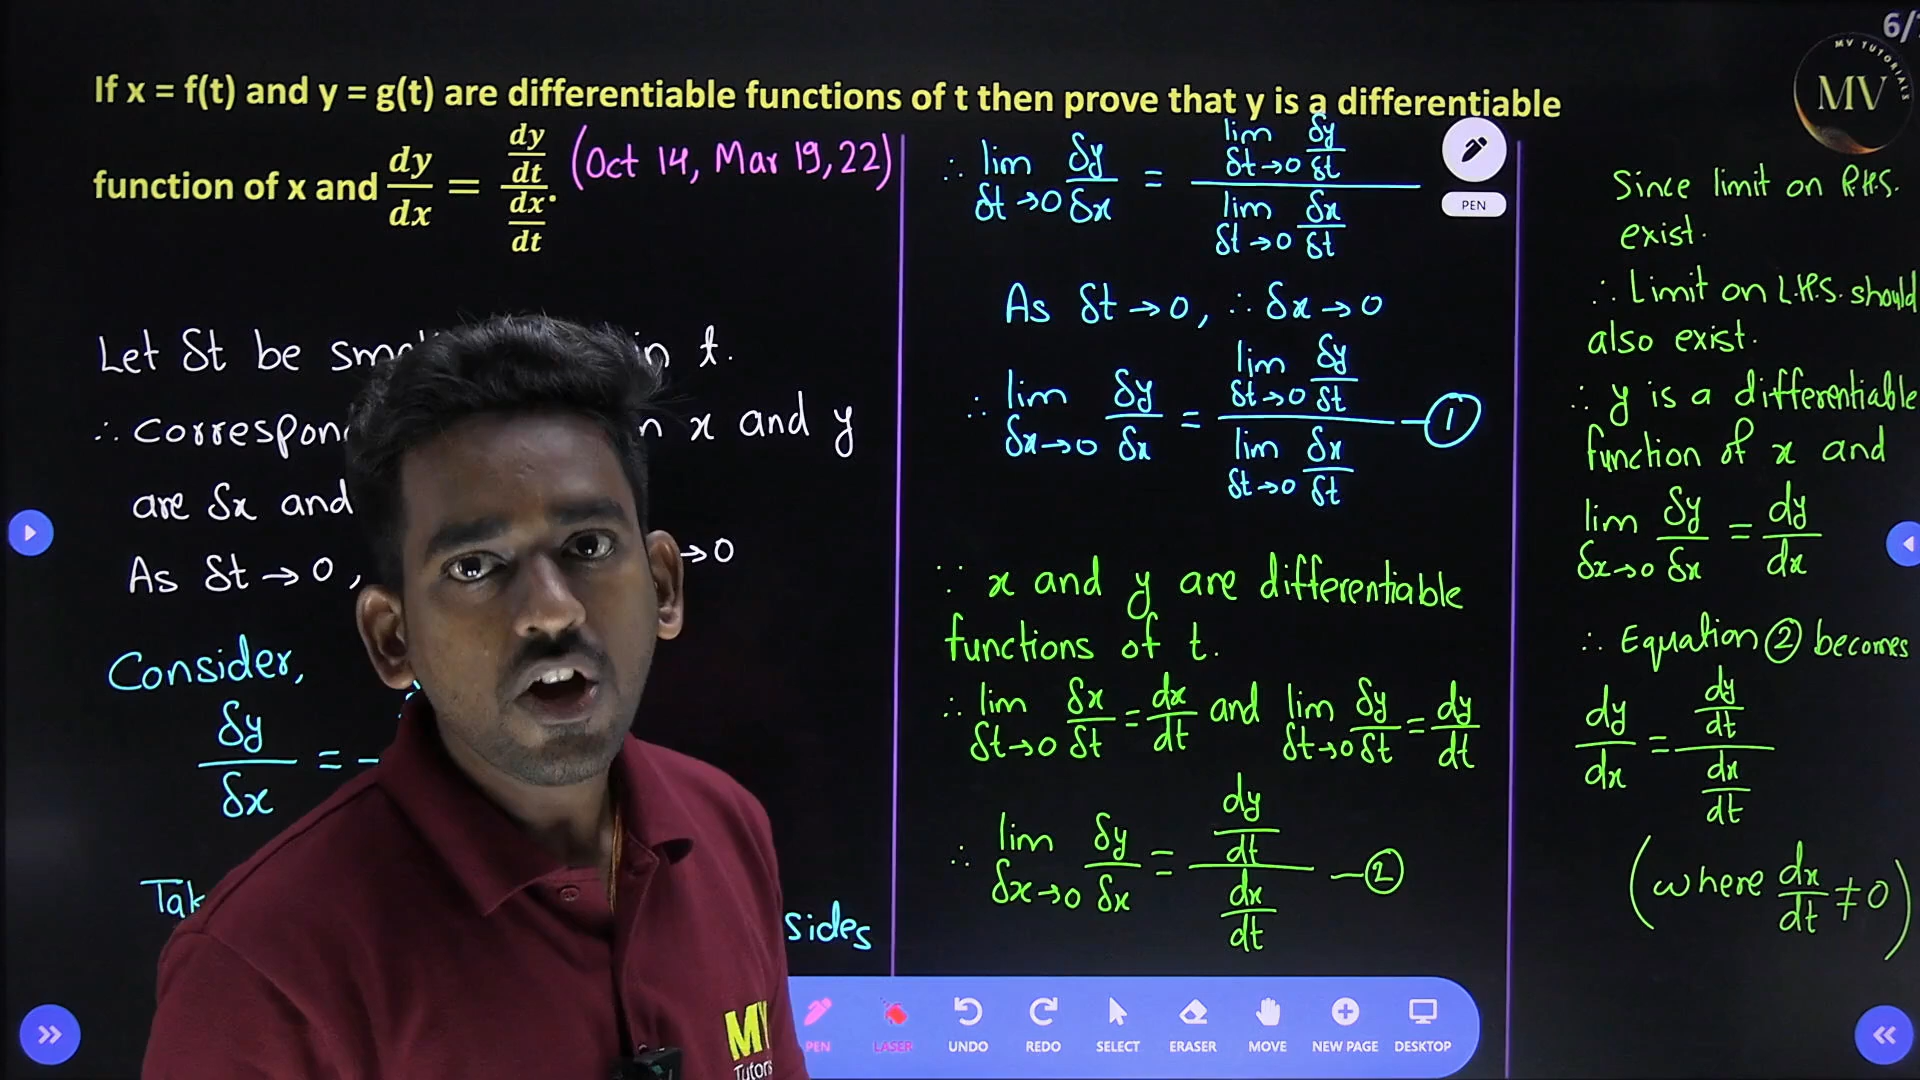 6/
MV TUTORIALS
MV
If x = f(t) and y = g(t) are differentiable functions of t then prove that y is a differentiable
function of x and dy/dx = (dy/dt)/(dx/dt).
(Oct 14, Mar 19, 22)
Let δt be in t.
∴ x and y
are δx and
As δt → 0, → 0
Consider,
δy/δx =
sides
∴ lim δt→0 δy/δx = (lim δt→0 δy/δt)/(lim δt→0 δx/δt)
As δt → 0, ∴ δx → 0
∴ lim δx→0 δy/δx = (lim δt→0 δy/δt)/(lim δt→0 δx/δt) — ①
∵ x and y are differentiable
functions of t.
∴ lim δt→0 δx/δt = dx/dt and lim δt→0 δy/δt = dy/dt
∴ lim δx→0 δy/δx = (dy/dt)/(dx/dt) — ②
Since limit on R.H.S.
exist.
∴ Limit on L.H.S. should
also exist.
∴ y is a differentiable
function of x and
lim δx→0 δy/δx = dy/dx
∴ Equation ② becomes
dy/dx = (dy/dt)/(dx/dt)
(where dx/dt ≠ 0)
PEN
PEN LASER UNDO REDO SELECT ERASER MOVE NEW PAGE DESKTOP
MV
Tutor